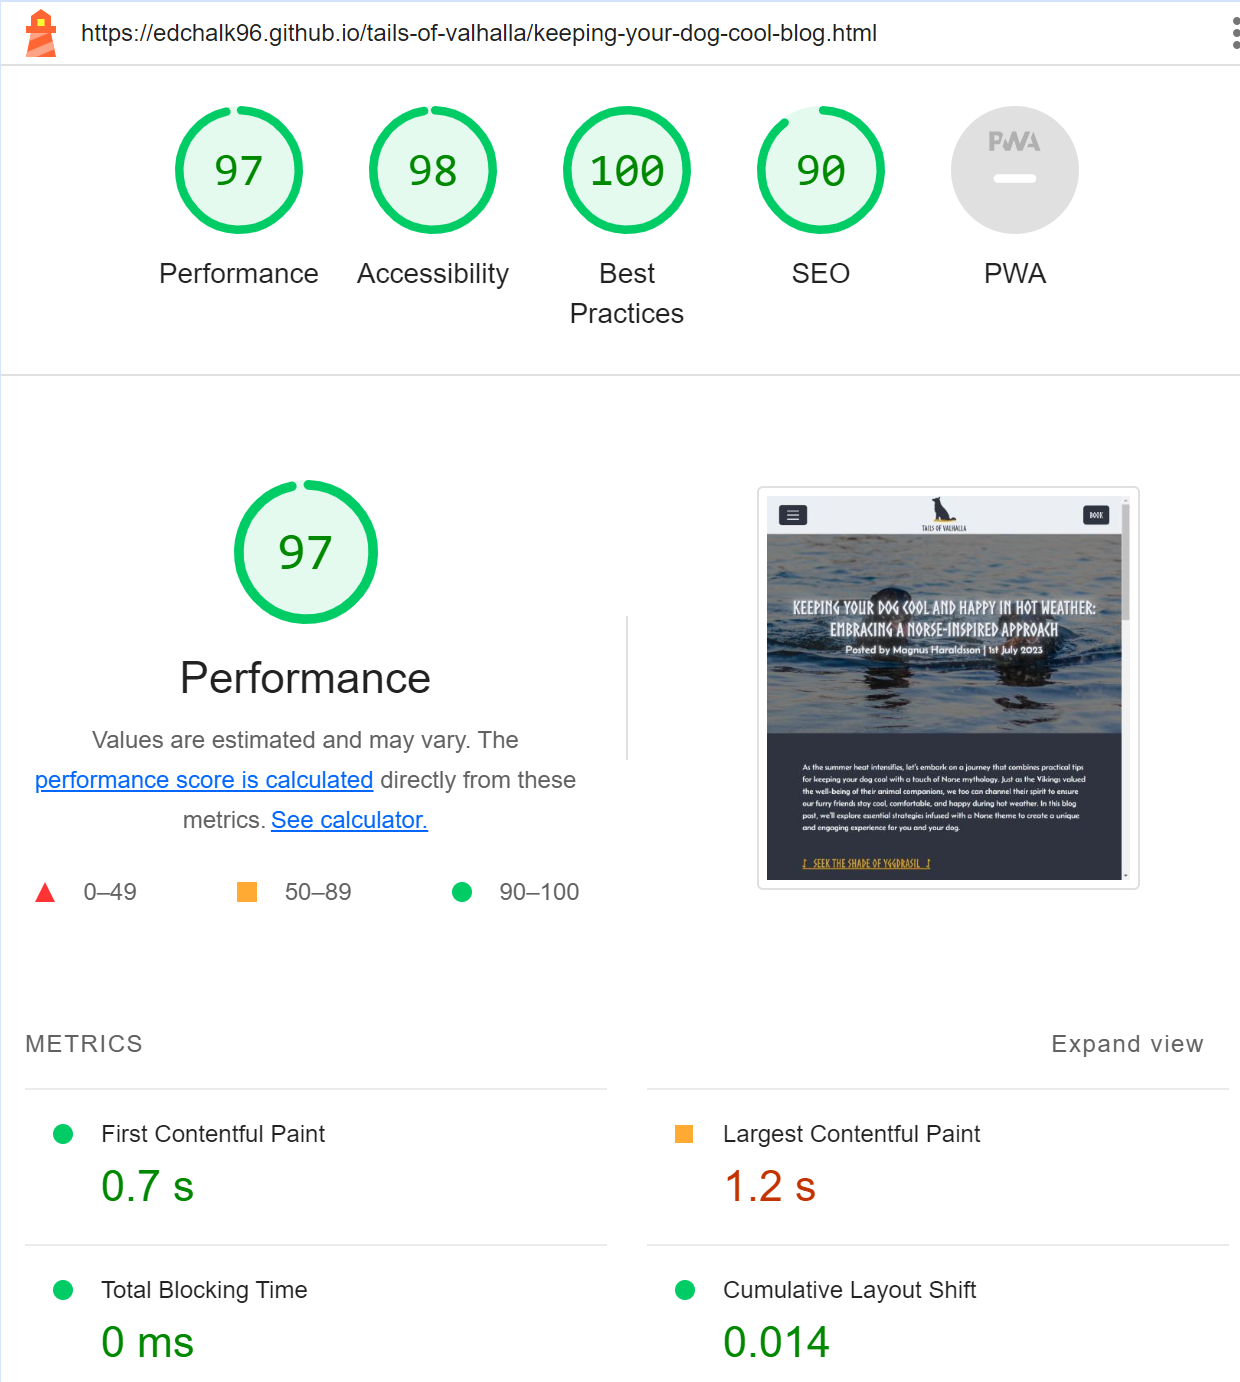 https://edchalk96.github.io/tails-of-valhalla/keeping-your-dog-cool-blog.html
97
98
100
90
PWA
Performance
Accessibility
Best
Practices
SEO
PWA
97
Performance
Values are estimated and may vary. The
performance score is calculated directly from these
metrics. See calculator.
0–49
50–89
90–100
TAILS OF VALHALLA
BOOK
KEEPING YOUR DOG COOL AND HAPPY IN HOT WEATHER:
EMBRACING A NORSE-INSPIRED APPROACH
Posted by Magnus Haraldsson | 1st July 2023
As the summer heat intensifies, let's embark on a journey that combines practical tips
for keeping your dog cool with a touch of Norse mythology. Just as the Vikings valued
the well-being of their animal companions, we too can channel their spirit to ensure
our furry friends stay cool, comfortable, and happy during hot weather. In this blog
post, we'll explore essential strategies infused with a Norse theme to create a unique
and engaging experience for you and your dog.
SEEK THE SHADE OF YGGDRASIL
METRICS
Expand view
First Contentful Paint
0.7 s
Largest Contentful Paint
1.2 s
Total Blocking Time
0 ms
Cumulative Layout Shift
0.014